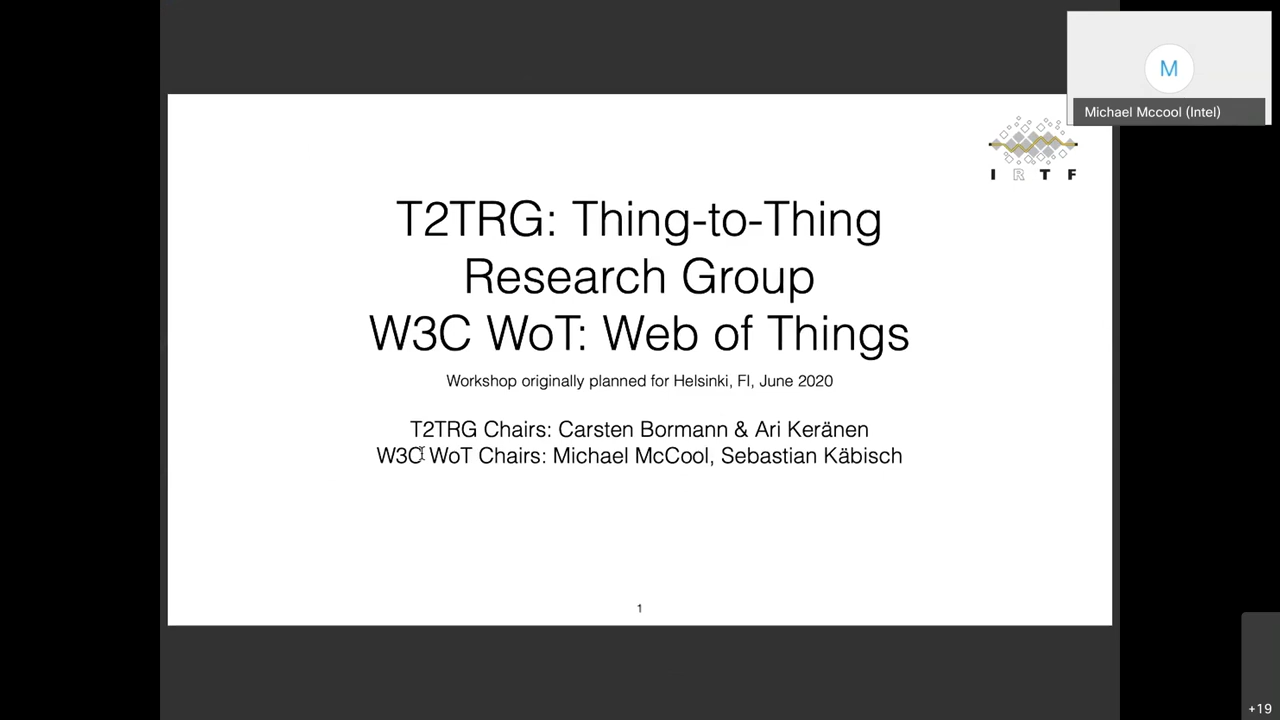 M
Michael Mccool (Intel)
I R T F
T2TRG: Thing-to-Thing
Research Group
W3C WoT: Web of Things
Workshop originally planned for Helsinki, FI, June 2020
T2TRG Chairs: Carsten Bormann & Ari Keränen
W3C WoT Chairs: Michael McCool, Sebastian Käbisch
1
+19